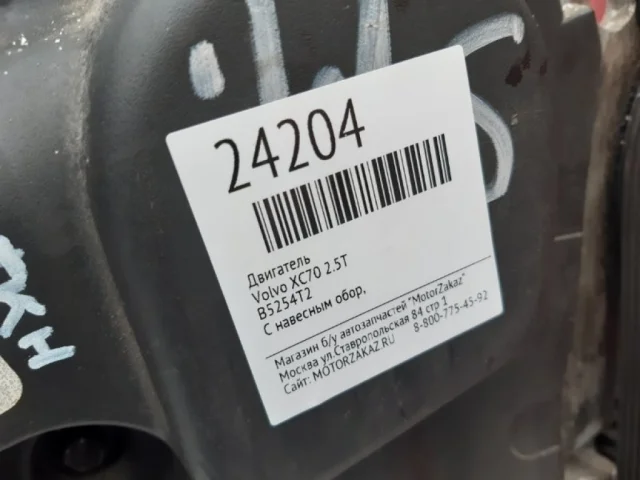 24204
Двигатель
Volvo XC70 2.5T
B5254T2
С навесным обор,
Магазин б/у автозапчастей "MotorZakaz"
Москва ул.Ставропольская 84 стр 1
Сайт: MOTORZAKAZ.RU 8-800-775-45-92